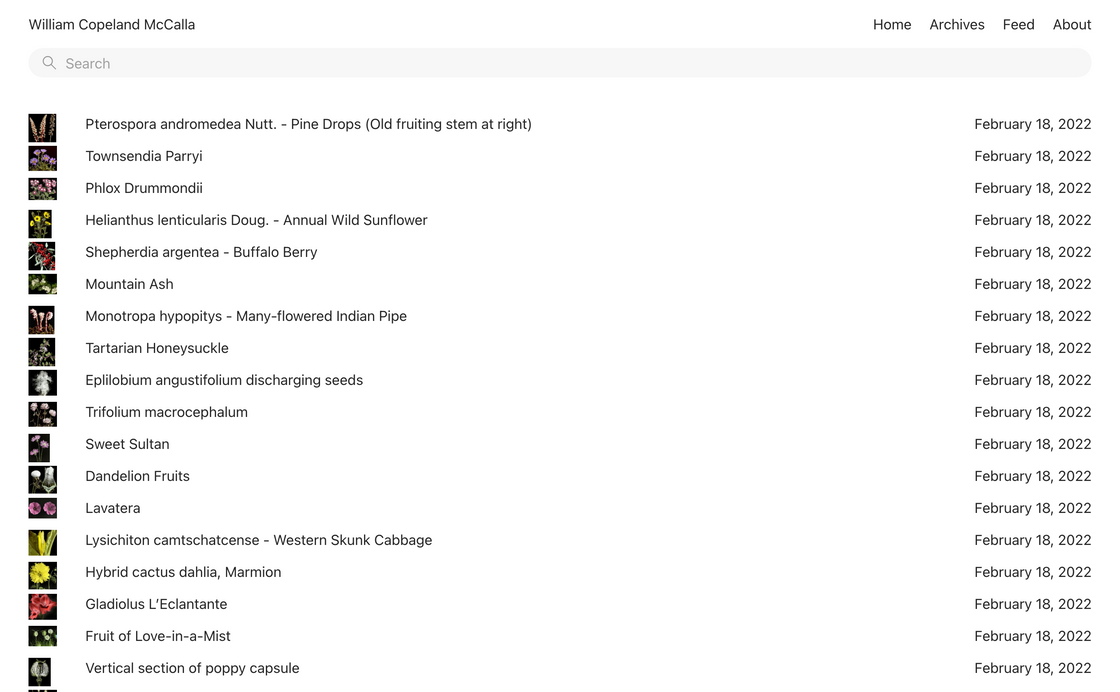 William Copeland McCalla Home Archives Feed About
Search
Pterospora andromedea Nutt. - Pine Drops (Old fruiting stem at right) February 18, 2022
Townsendia Parryi February 18, 2022
Phlox Drummondii February 18, 2022
Helianthus lenticularis Doug. - Annual Wild Sunflower February 18, 2022
Shepherdia argentea - Buffalo Berry February 18, 2022
Mountain Ash February 18, 2022
Monotropa hypopitys - Many-flowered Indian Pipe February 18, 2022
Tartarian Honeysuckle February 18, 2022
Eplilobium angustifolium discharging seeds February 18, 2022
Trifolium macrocephalum February 18, 2022
Sweet Sultan February 18, 2022
Dandelion Fruits February 18, 2022
Lavatera February 18, 2022
Lysichiton camtschatcense - Western Skunk Cabbage February 18, 2022
Hybrid cactus dahlia, Marmion February 18, 2022
Gladiolus L’Eclantante February 18, 2022
Fruit of Love-in-a-Mist February 18, 2022
Vertical section of poppy capsule February 18, 2022